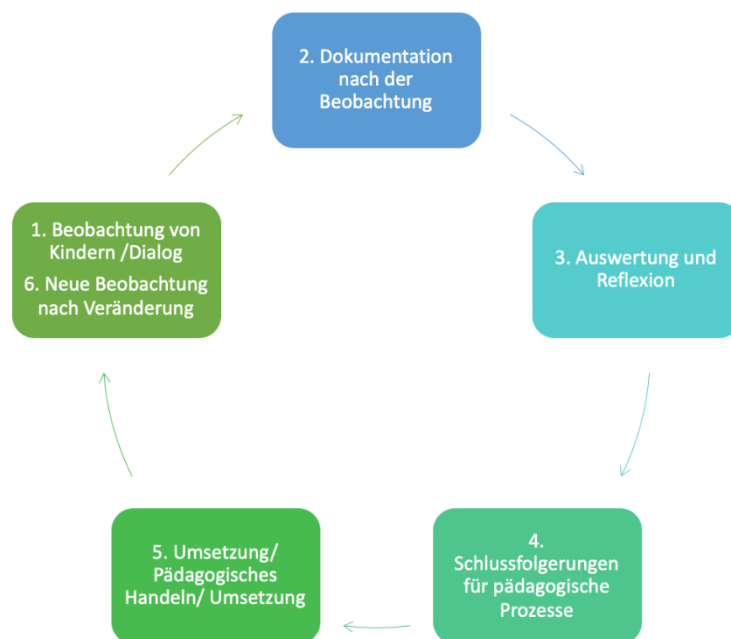 2. Dokumentation
nach der
Beobachtung
1. Beobachtung von
Kindern /Dialog
6. Neue Beobachtung
nach Veränderung
3. Auswertung und
Reflexion
5. Umsetzung/
Pädagogisches
Handeln/ Umsetzung
4.
Schlussfolgerungen
für pädagogische
Prozesse